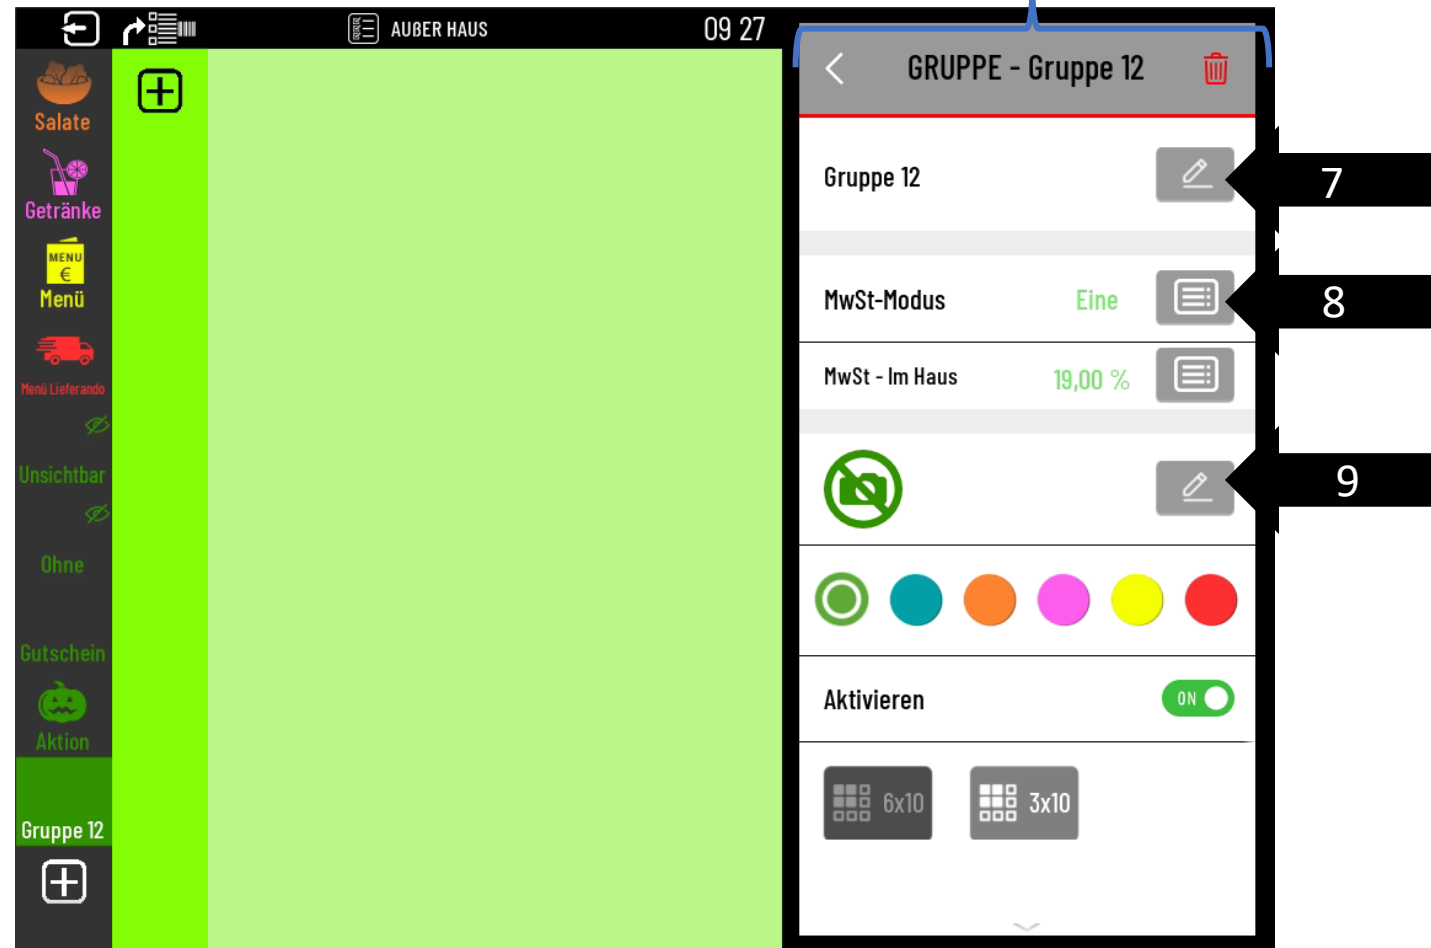 AUẞER HAUS
09 27
Salate
Getränke
MENU
€
Menü
Menü Lieferando
Unsichtbar
Ohne
Gutschein
Aktion
Gruppe 12
GRUPPE - Gruppe 12
Gruppe 12
7
MwSt-Modus Eine
8
MwSt - Im Haus 19,00 %
9
Aktivieren ON
6x10 3x10